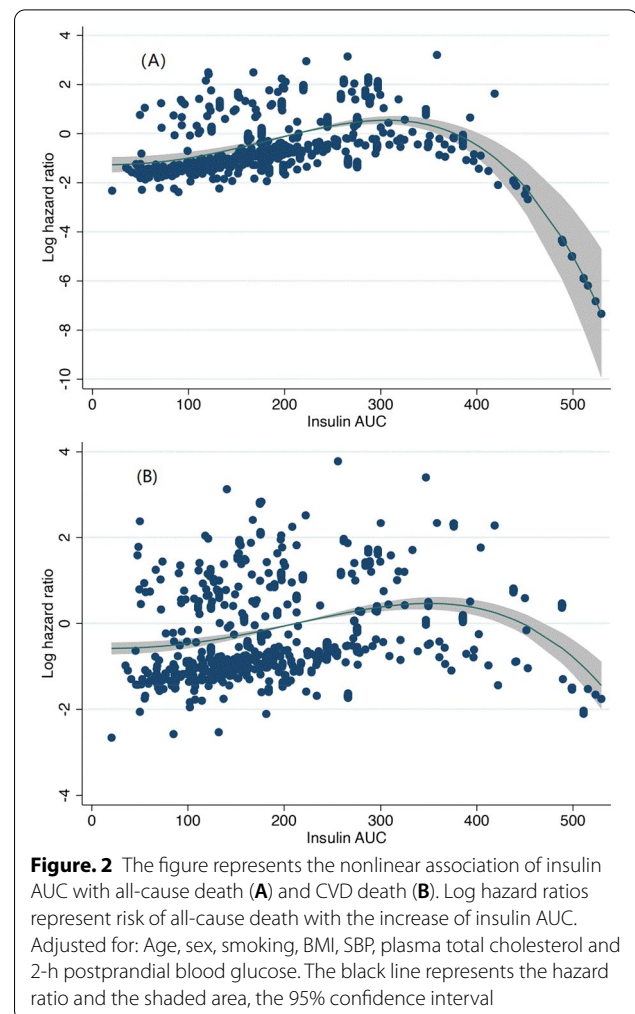 4
(A)
2
0
-2
-4
-6
-8
-10
Log hazard ratio
0 100 200 300 400 500
Insulin AUC
4
(B)
2
0
-2
-4
Log hazard ratio
0 100 200 300 400 500
Insulin AUC
Figure. 2 The figure represents the nonlinear association of insulin
AUC with all-cause death (A) and CVD death (B). Log hazard ratios
represent risk of all-cause death with the increase of insulin AUC.
Adjusted for: Age, sex, smoking, BMI, SBP, plasma total cholesterol and
2-h postprandial blood glucose. The black line represents the hazard
ratio and the shaded area, the 95% confidence interval